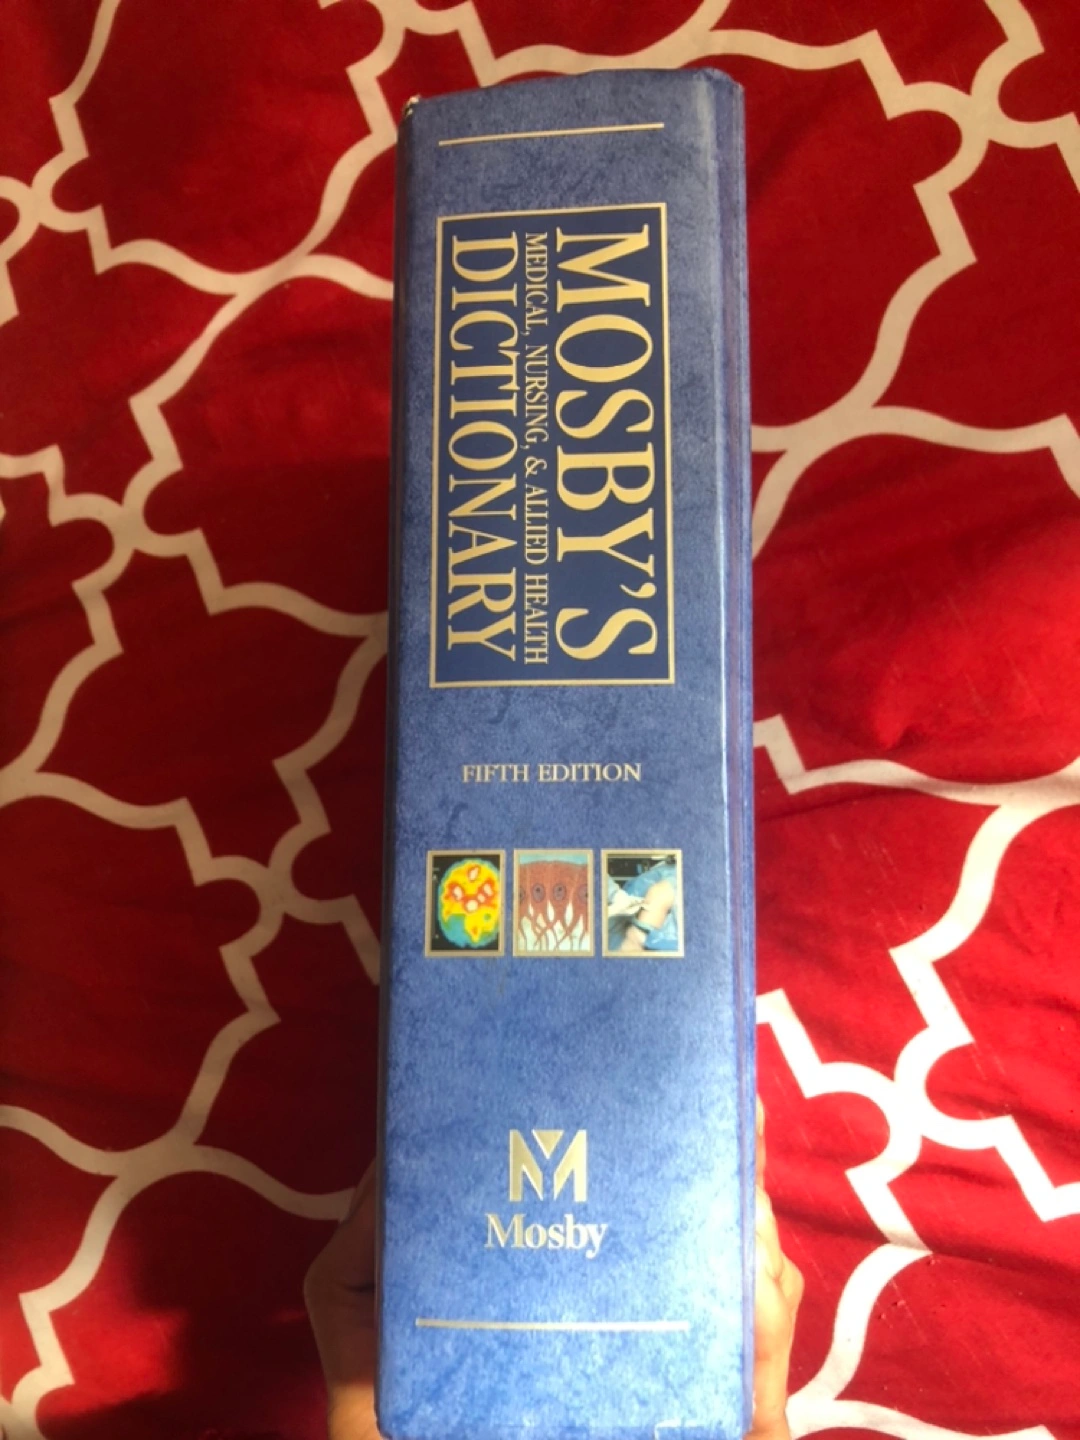 MOSBY'S
MEDICAL, NURSING, & ALLIED HEALTH
DICTIONARY
FIFTH EDITION
M
Mosby